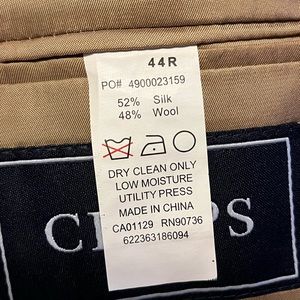 44R
PO# 4900023159
52% Silk
48% Wool
DRY CLEAN ONLY
LOW MOISTURE
UTILITY PRESS
MADE IN CHINA
CA01129 RN90736
622363186094